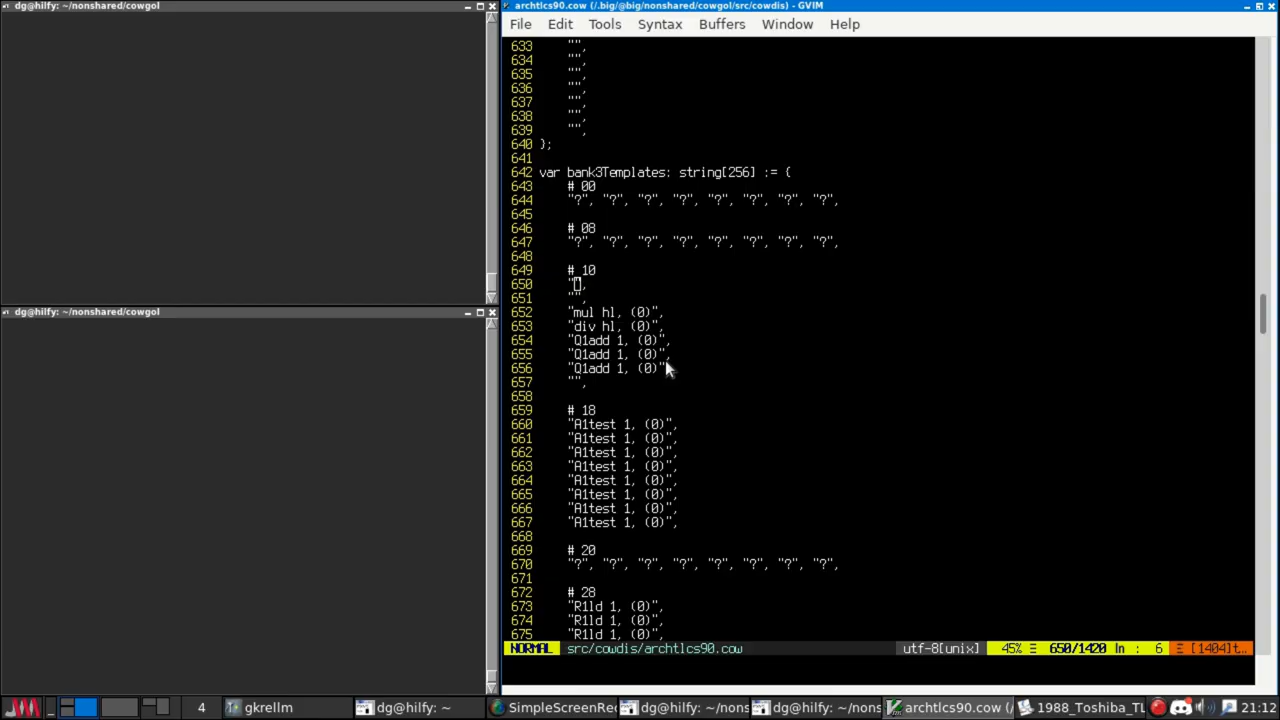 dg@hilfy: ~/nonshared/cowgol
dg@hilfy: ~/nonshared/cowgol
archtlcs90.cow (/.big/@big/nonshared/cowgol/src/cowdis) - GVIM
File Edit Tools Syntax Buffers Window Help
633 "",
634 "",
635 "",
636 "",
637 "",
638 "",
639 "",
640 };
641
642 var bank3Templates: string[256] := {
643 # 00
644 "?", "?", "?", "?", "?", "?", "?", "?",
645
646 # 08
647 "?", "?", "?", "?", "?", "?", "?", "?",
648
649 # 10
650 "",
651 "",
652 "mul hl, (0)",
653 "div hl, (0)",
654 "Q1add 1, (0)",
655 "Q1add 1, (0)",
656 "Q1add 1, (0)",
657 "",
658
659 # 18
660 "A1test 1, (0)",
661 "A1test 1, (0)",
662 "A1test 1, (0)",
663 "A1test 1, (0)",
664 "A1test 1, (0)",
665 "A1test 1, (0)",
666 "A1test 1, (0)",
667 "A1test 1, (0)",
668
669 # 20
670 "?", "?", "?", "?", "?", "?", "?", "?",
671
672 # 28
673 "R1ld 1, (0)",
674 "R1ld 1, (0)",
675 "R1ld 1, (0)",
NORMAL src/cowdis/archtlcs90.cow utf-8[unix] 45% ☰ 650/1420 ln : 6 Ξ [1404]t…
4 gkrellm dg@hilfy: ~ SimpleScreenRec dg@hilfy: ~/nons dg@hilfy: ~/nons archtlcs90.cow (/ 1988_Toshiba_TL 21:12